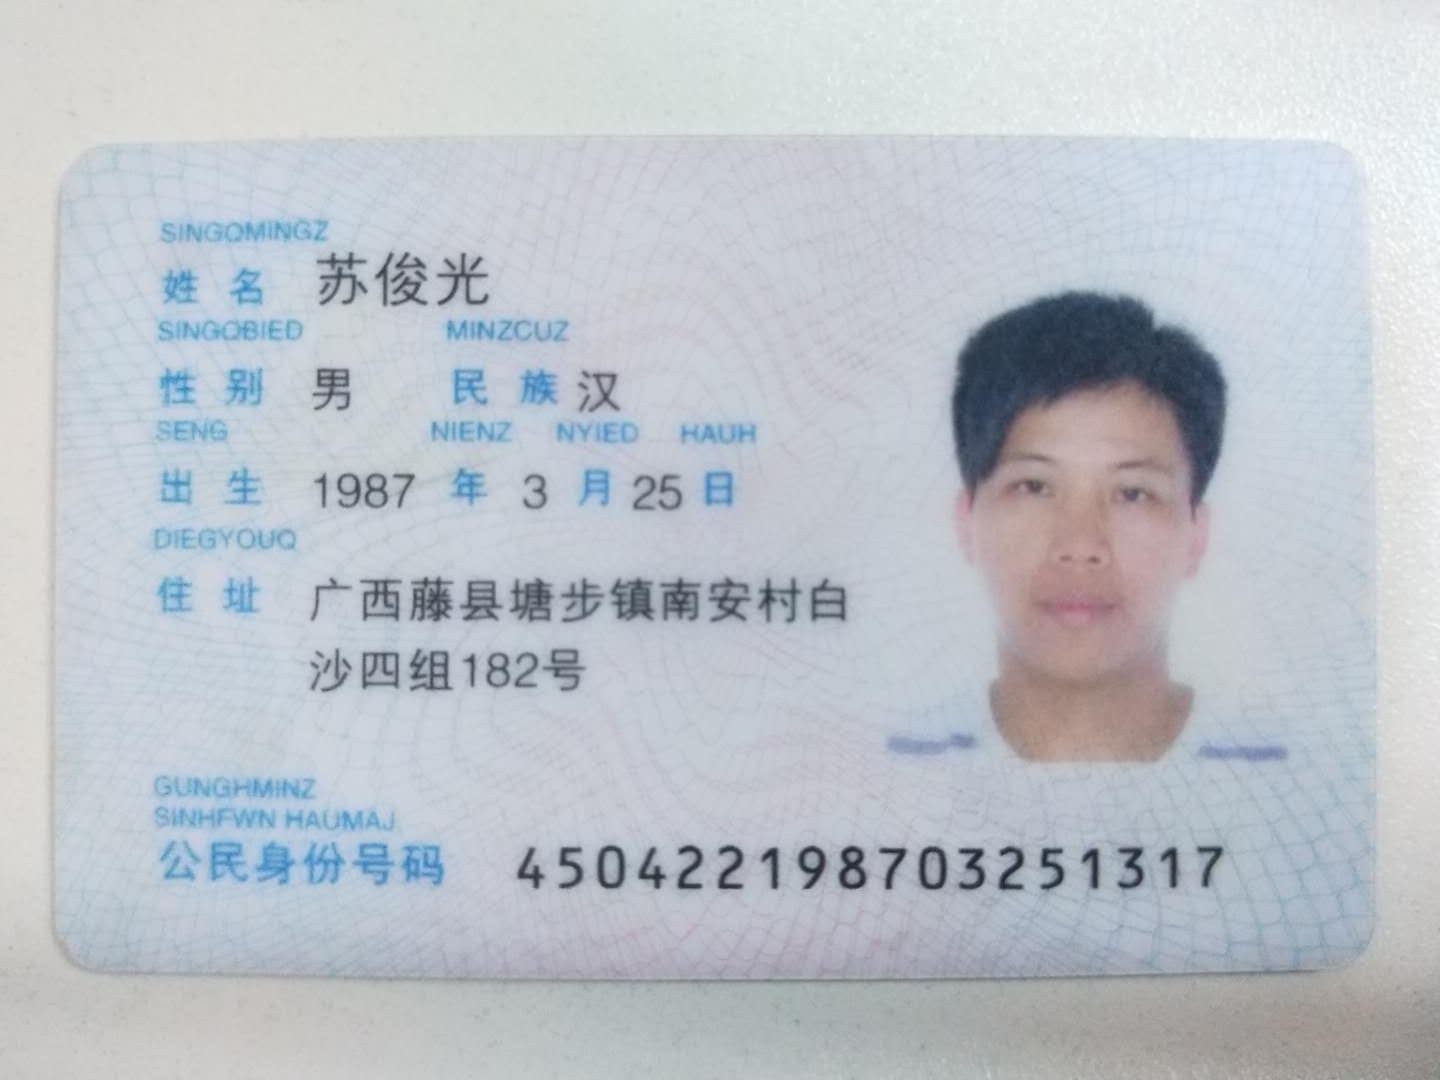 SINGQMINGZ
姓 名 苏俊光
SINGQBIED MINZCUZ
性 别 男 民 族 汉
SENG NIENZ NYIED HAUH
出 生 1987 年 3 月 25 日
DIEGYOUQ
住 址 广西藤县塘步镇南安村白
沙四组182号
GUNGHMINZ
SINHFWN HAUMAJ
公民身份号码 450422198703251317